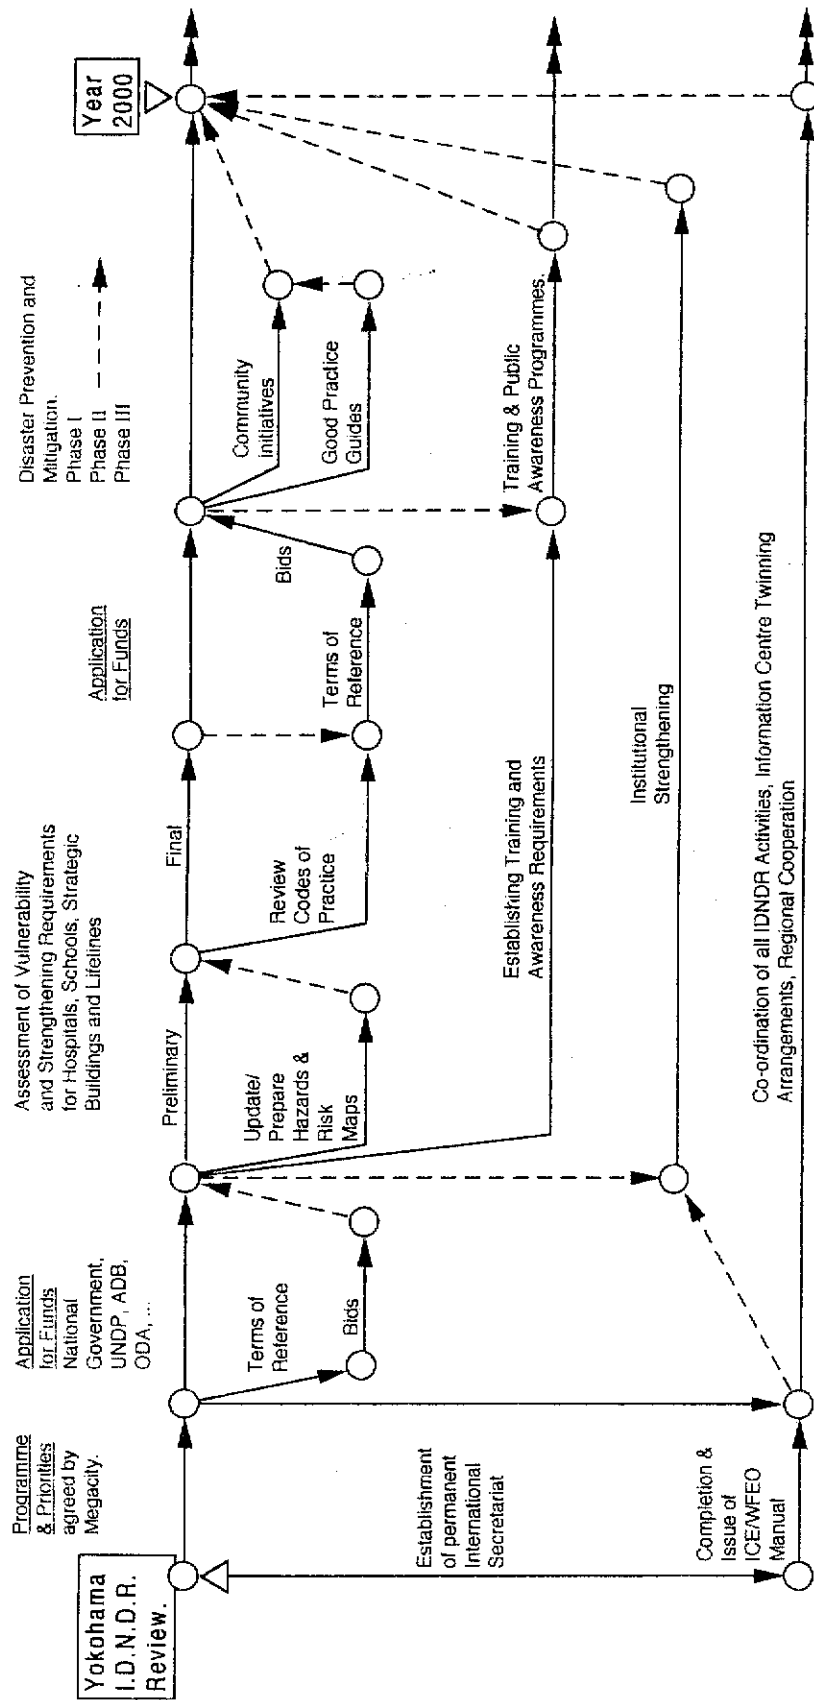 Yokohama
I.D.N.D.R.
Review.
Programme
& Priorities
agreed by
Megacity.
Application
for Funds
National
Government,
UNDP, ADB,
ODA, ...
Assessment of Vulnerability
and Strengthening Requirements
for Hospitals, Schools, Strategic
Buildings and Lifelines
Application
for Funds
Disaster Prevention and
Mitigation.
Phase I
Phase II
Phase III
Year
2000
Preliminary
Final
Terms of
Reference
Bids
Update/
Prepare
Hazards &
Risk
Maps
Review
Codes of
Practice
Terms of
Reference
Bids
Community
initiatives
Good Practice
Guides
Establishment
of permanent
International
Secretariat
Establishing Training and
Awareness Requirements
Training & Public
Awareness Programmes.
Institutional
Strengthening
Completion &
Issue of
ICE/WFEO
Manual
Co-ordination of all IDNDR Activities, Information Centre Twinning
Arrangements, Regional Cooperation